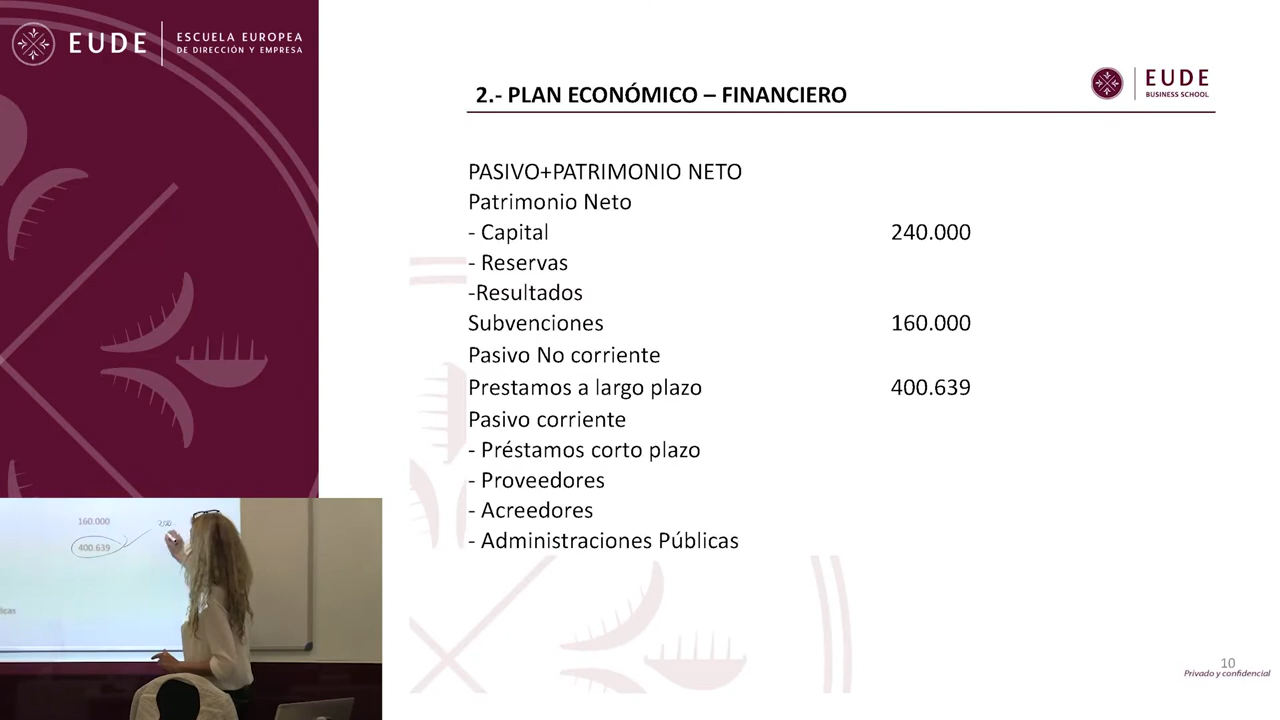 EUDE
ESCUELA EUROPEA
DE DIRECCIÓN Y EMPRESA
2.- PLAN ECONÓMICO – FINANCIERO
EUDE
BUSINESS SCHOOL
PASIVO+PATRIMONIO NETO
Patrimonio Neto
- Capital 240.000
- Reservas
-Resultados
Subvenciones 160.000
Pasivo No corriente
Prestamos a largo plazo 400.639
Pasivo corriente
- Préstamos corto plazo
- Proveedores
- Acreedores
- Administraciones Públicas
160.000
400.639
10
Privado y confidencial